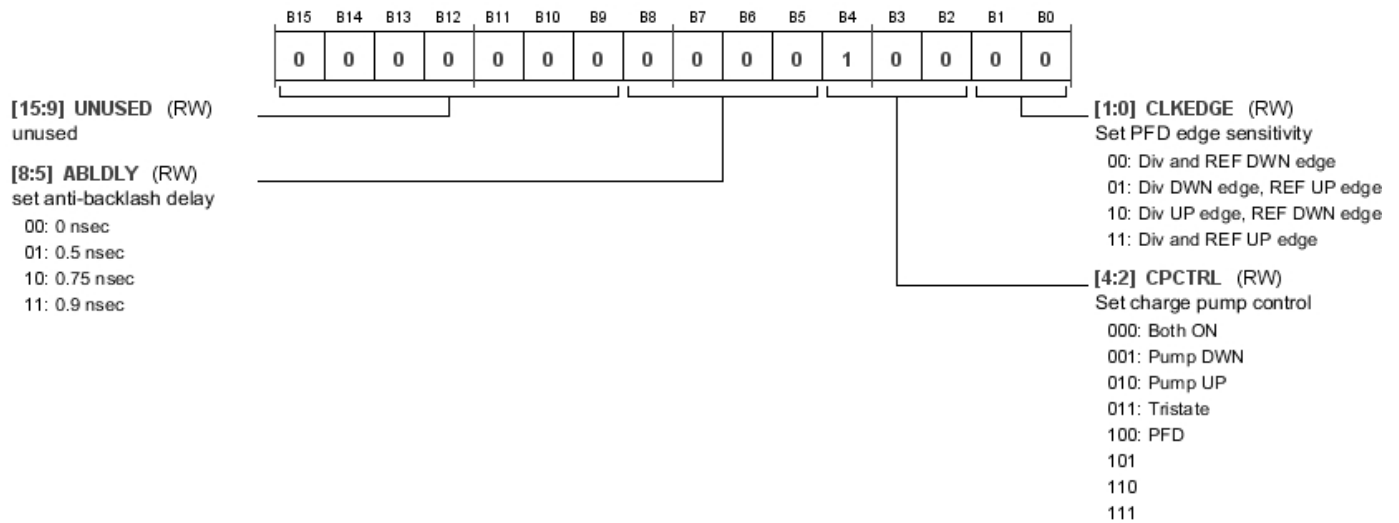 B15 B14 B13 B12 B11 B10 B9 B8 B7 B6 B5 B4 B3 B2 B1 B0
0 0 0 0 0 0 0 0 0 0 0 1 0 0 0 0
[15:9] UNUSED (RW)
unused
[8:5] ABLDLY (RW)
set anti-backlash delay
00: 0 nsec
01: 0.5 nsec
10: 0.75 nsec
11: 0.9 nsec
[1:0] CLKEDGE (RW)
Set PFD edge sensitivity
00: Div and REF DWN edge
01: Div DWN edge, REF UP edge
10: Div UP edge, REF DWN edge
11: Div and REF UP edge
[4:2] CPCTRL (RW)
Set charge pump control
000: Both ON
001: Pump DWN
010: Pump UP
011: Tristate
100: PFD
101
110
111